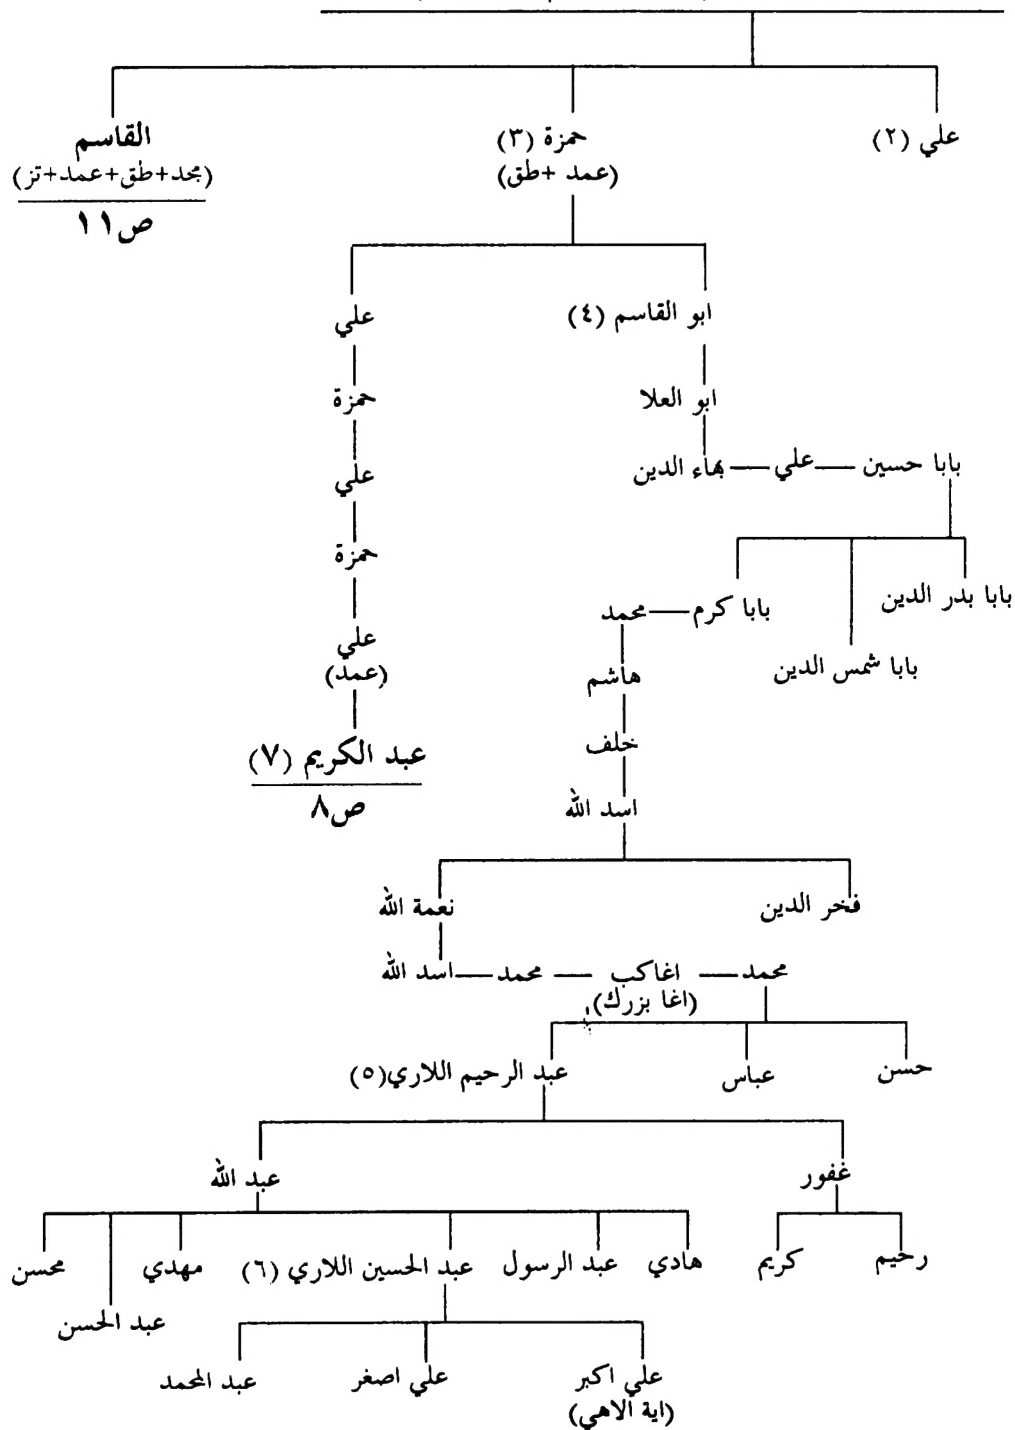 علي (٢)
حمزة (٣)
(عمد +طق)
القاسم
(مجد+طق+عمد+تز)
ص١١
ابو القاسم (٤)
علي
ابو العلا
حمزة
بابا حسين — علي — بهاء الدين
علي
حمزة
بابا بدر الدين
بابا كرم — محمد
علي
بابا شمس الدين
هاشم
(عمد)
خلف
عبد الكريم (٧)
ص٨
اسد الله
فخر الدين
نعمة الله
محمد — اغاكب — محمد — اسد الله
(اغا بزرك)
حسن
عباس
عبد الرحيم اللاري(٥)
غفور
عبد الله
رحيم
كريم
هادي
عبد الرسول
عبد الحسين اللاري (٦)
مهدي
محسن
عبد الحسن
علي اكبر
(اية الاهي)
علي اصغر
عبد المحمد